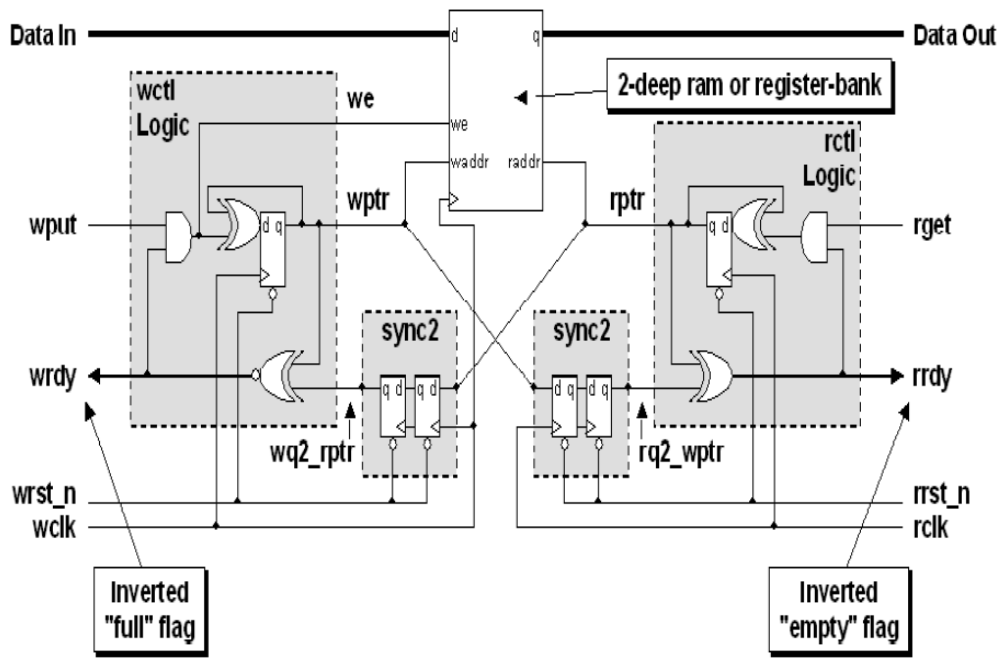 Data In
d
q
Data Out
wctl
Logic
we
2-deep ram or register-bank
we
rctl
Logic
waddr
raddr
wput
wptr
rptr
rget
d q
q d
sync2
sync2
wrdy
q d
q d
d q
d q
rrdy
wq2_rptr
rq2_wptr
wrst_n
rrst_n
wclk
rclk
Inverted
"full" flag
Inverted
"empty" flag